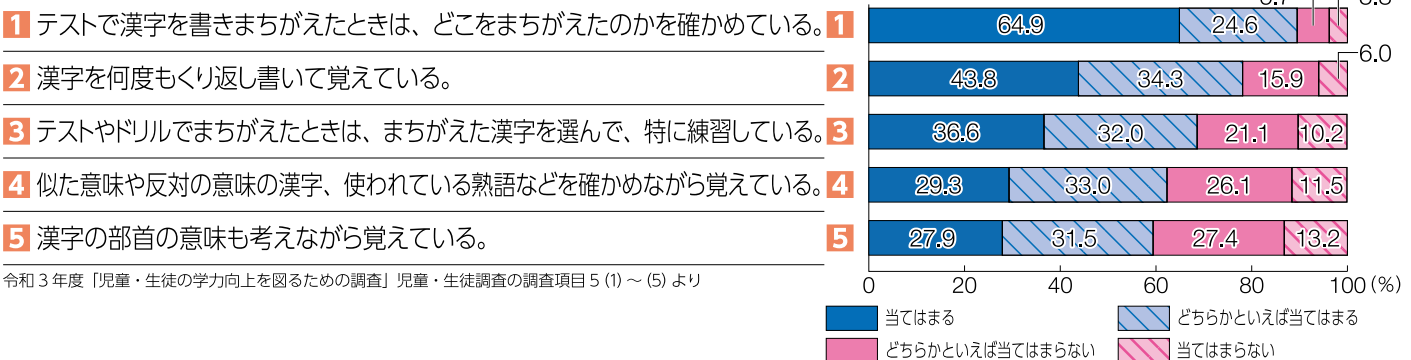 1 テストで漢字を書きまちがえたときは、どこをまちがえたのかを確かめている。
2 漢字を何度もくり返し書いて覚えている。
3 テストやドリルでまちがえたときは、まちがえた漢字を選んで、特に練習している。
4 似た意味や反対の意味の漢字、使われている熟語などを確かめながら覚えている。
5 漢字の部首の意味も考えながら覚えている。
令和3年度「児童・生徒の学力向上を図るための調査」児童・生徒調査の調査項目5(1)~(5)より
1 64.9 24.6
2 43.8 34.3 15.9 6.0
3 36.6 32.0 21.1 10.2
4 29.3 33.0 26.1 11.5
5 27.9 31.5 27.4 13.2
0 20 40 60 80 100(%)
当てはまる どちらかといえば当てはまる
どちらかといえば当てはまらない 当てはまらない